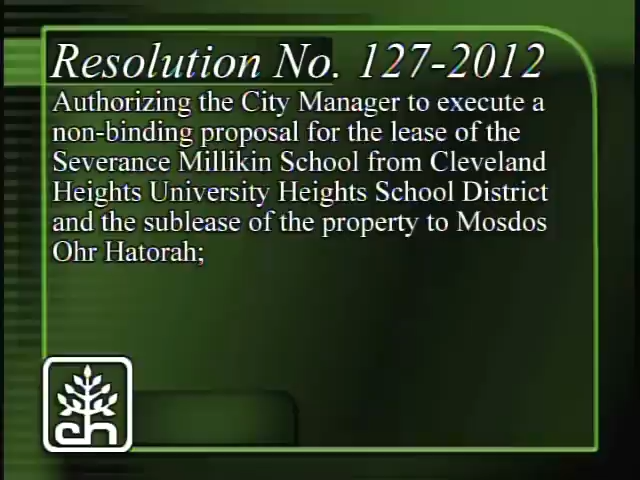 Resolution No. 127-2012
Authorizing the City Manager to execute a
non-binding proposal for the lease of the
Severance Millikin School from Cleveland
Heights University Heights School District
and the sublease of the property to Mosdos
Ohr Hatorah;
ch